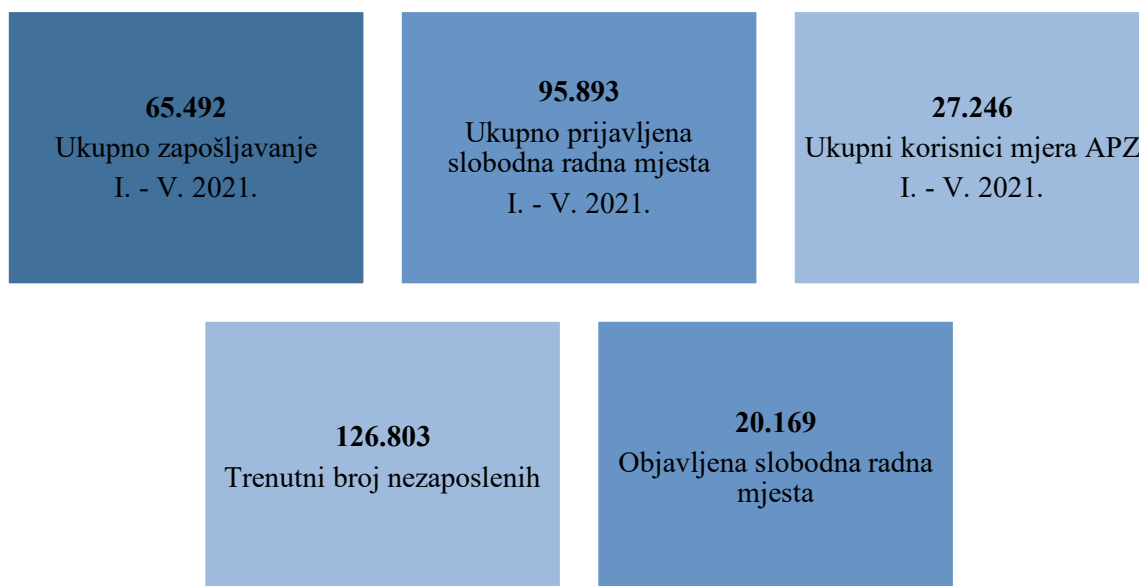 65.492
Ukupno zapošljavanje
I. - V. 2021.
95.893
Ukupno prijavljena
slobodna radna mjesta
I. - V. 2021.
27.246
Ukupni korisnici mjera APZ
I. - V. 2021.
126.803
Trenutni broj nezaposlenih
20.169
Objavljena slobodna radna
mjesta